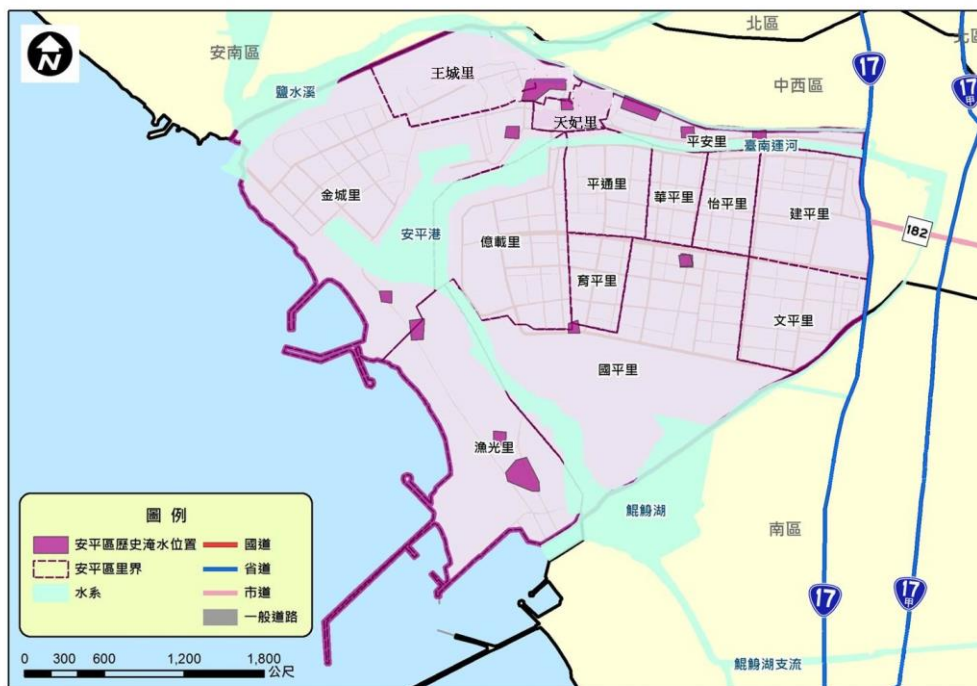 北區
北區
安南區
N
17
17
甲
中西區
王城里
鹽水溪
天妃里
平安里
臺南運河
平通里
華平里
怡平里
建平里
金城里
182
安平港
億載里
育平里
文平里
國平里
漁光里
鯤鯓湖
南區
圖 例
安平區歷史淹水位置
國道
安平區里界
省道
水系
市道
一般道路
17
17
甲
0 300 600 1,200 1,800
公尺
鯤鯓湖支流